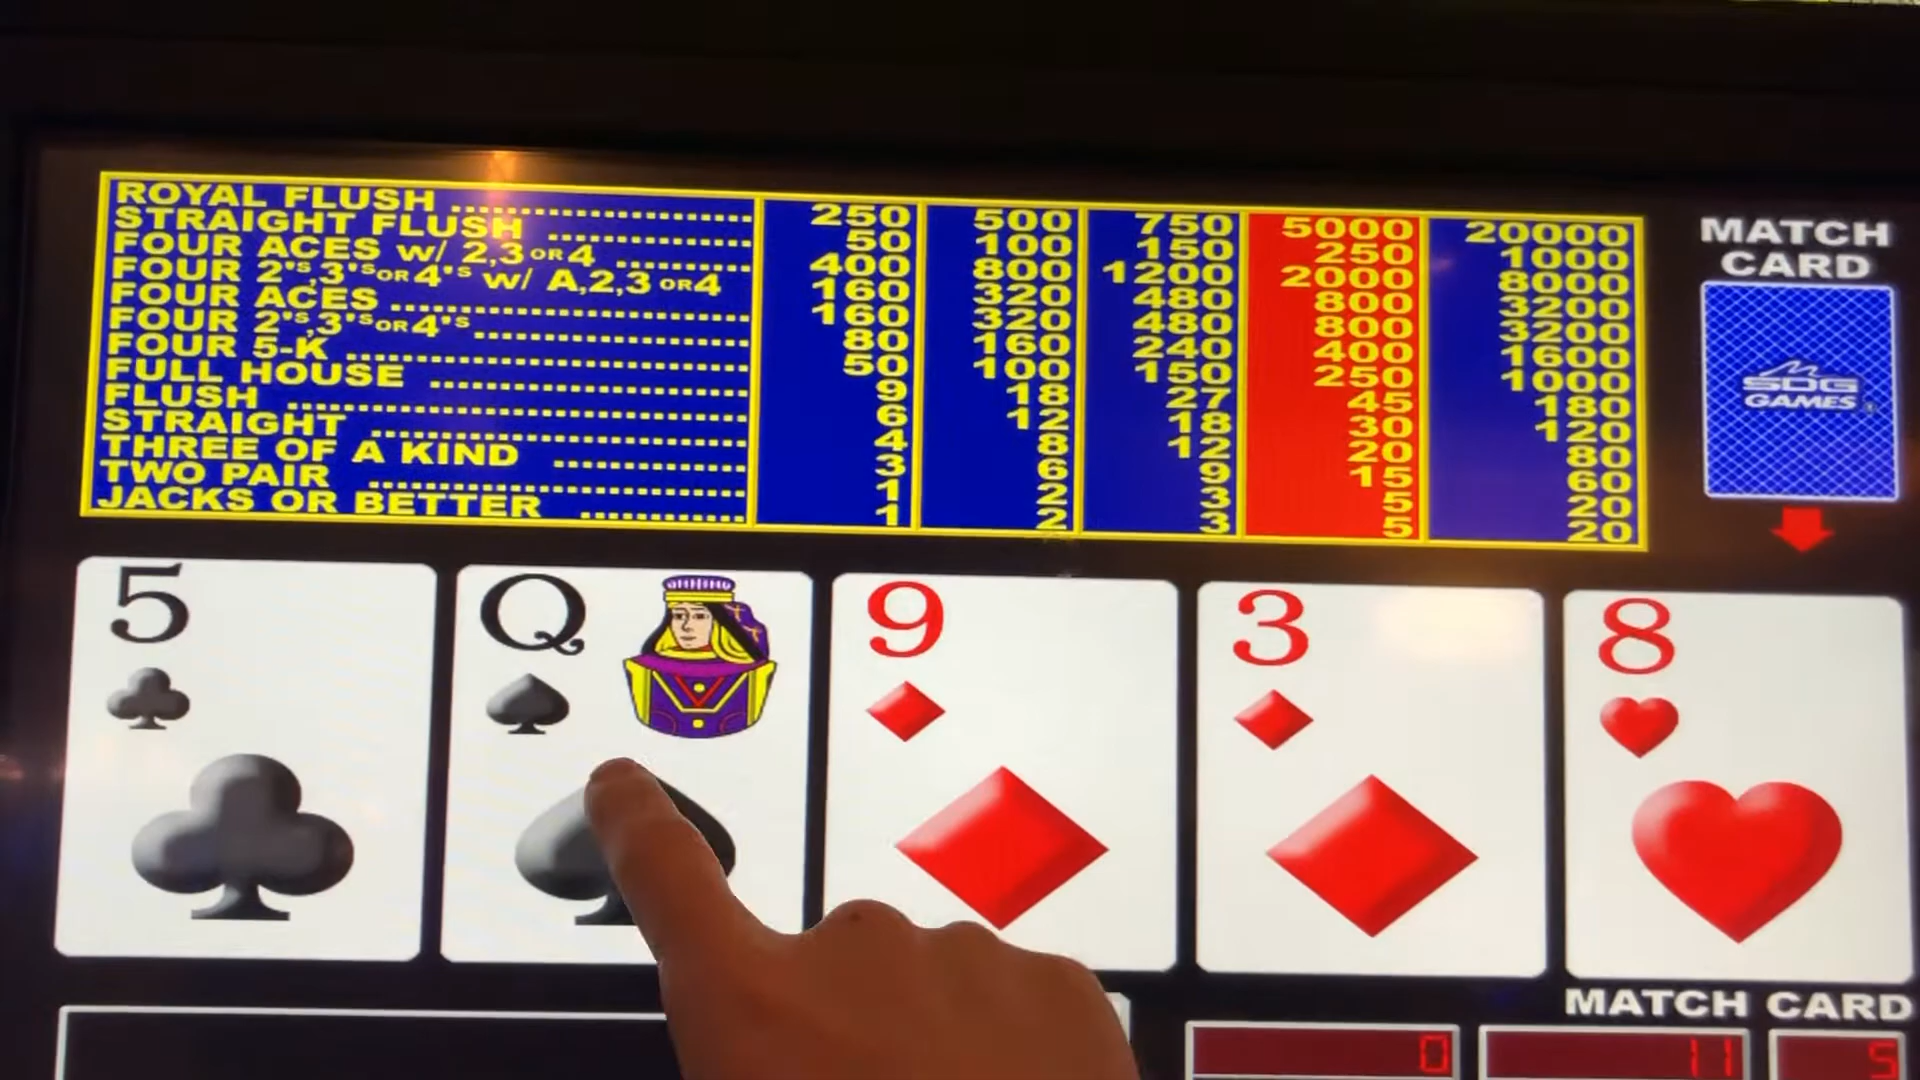 ROYAL FLUSH ........ 250 500 750 5000 20000
STRAIGHT FLUSH ........ 50 100 150 250 1000
FOUR ACES w/ 2,3 OR 4 ........ 400 800 1200 2000 8000
FOUR 2's,3's OR 4's w/ A,2,3 OR 4 160 320 480 800 3200
FOUR ACES ........ 160 320 480 800 3200
FOUR 2's,3's OR 4's ........ 80 160 240 400 1600
FOUR 5-K ........ 50 100 150 250 1000
FULL HOUSE ........ 9 18 27 45 180
FLUSH ........ 6 12 18 30 120
STRAIGHT ........ 4 8 12 20 80
THREE OF A KIND ........ 3 6 9 15 60
TWO PAIR ........ 1 2 3 5 20
JACKS OR BETTER ........ 1 2 3 5 20
MATCH
CARD
SDG
GAMES
5 Q 9 3 8
MATCH CARD
0 11 5